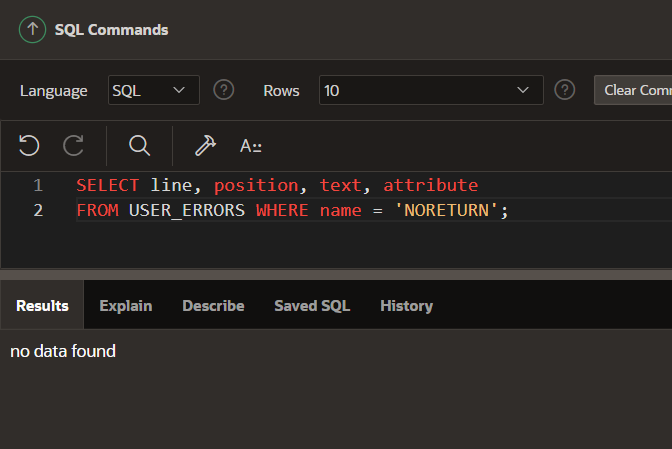 SQL Commands
Language SQL Rows 10 Clear Comm
A::
1 SELECT line, position, text, attribute
2 FROM USER_ERRORS WHERE name = 'NORETURN';
Results Explain Describe Saved SQL History
no data found